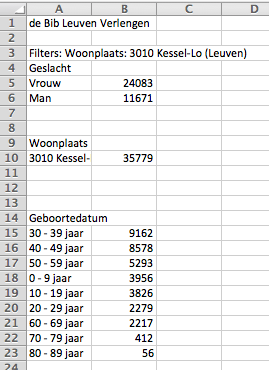 A B C D
1 de Bib Leuven Verlengen
2
3 Filters: Woonplaats: 3010 Kessel-Lo (Leuven)
4 Geslacht
5 Vrouw 24083
6 Man 11671
7
8
9 Woonplaats
10 3010 Kessel- 35779
11
12
13
14 Geboortedatum
15 30 - 39 jaar 9162
16 40 - 49 jaar 8578
17 50 - 59 jaar 5293
18 0 - 9 jaar 3956
19 10 - 19 jaar 3826
20 20 - 29 jaar 2279
21 60 - 69 jaar 2217
22 70 - 79 jaar 412
23 80 - 89 jaar 56